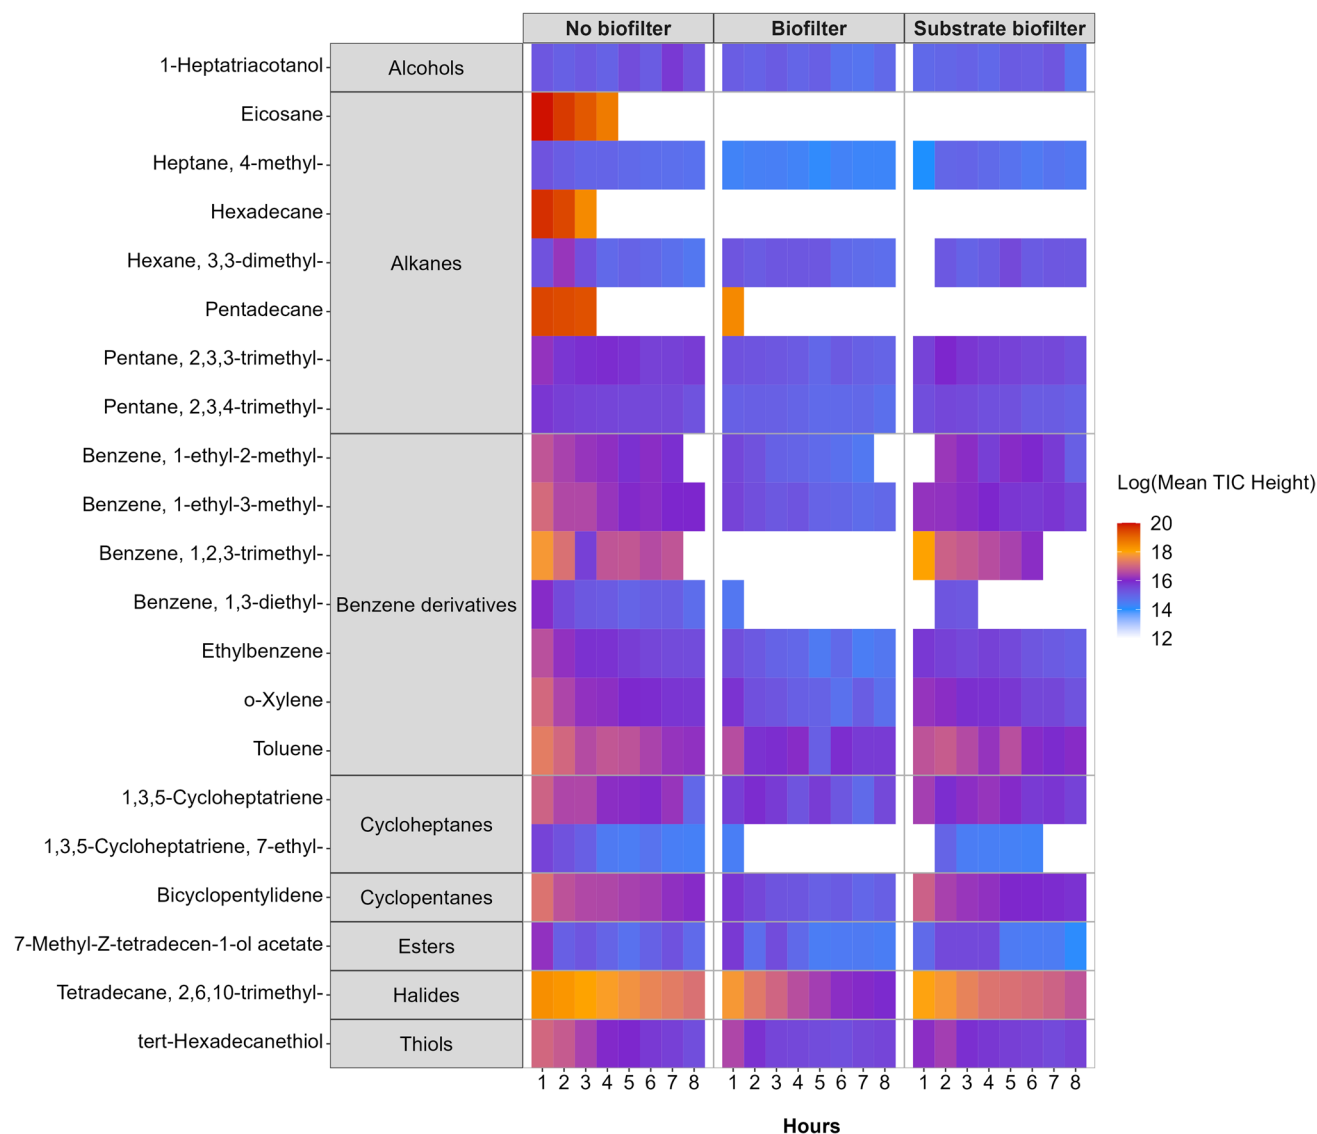 No biofilter Biofilter Substrate biofilter
1-Heptatriacotanol Alcohols
Eicosane
Heptane, 4-methyl-
Hexadecane
Hexane, 3,3-dimethyl- Alkanes
Pentadecane
Pentane, 2,3,3-trimethyl-
Pentane, 2,3,4-trimethyl-
Benzene, 1-ethyl-2-methyl-
Benzene, 1-ethyl-3-methyl-
Benzene, 1,2,3-trimethyl-
Benzene, 1,3-diethyl- Benzene derivatives
Ethylbenzene
o-Xylene
Toluene
1,3,5-Cycloheptatriene
Cycloheptanes
1,3,5-Cycloheptatriene, 7-ethyl-
Bicyclopentylidene Cyclopentanes
7-Methyl-Z-tetradecen-1-ol acetate Esters
Tetradecane, 2,6,10-trimethyl- Halides
tert-Hexadecanethiol Thiols
1 2 3 4 5 6 7 8 1 2 3 4 5 6 7 8 1 2 3 4 5 6 7 8
Hours
Log(Mean TIC Height)
20
18
16
14
12